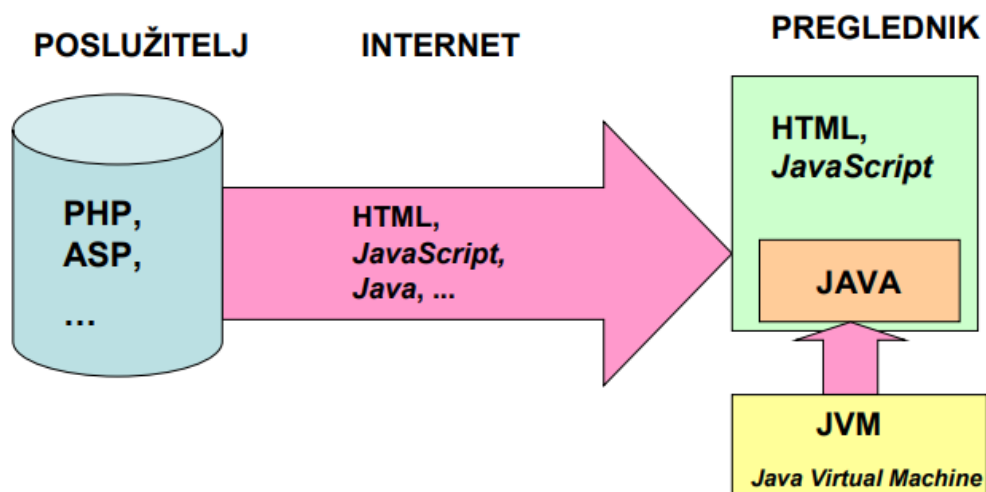 POSLUŽITELJ
INTERNET
PREGLEDNIK
PHP,
ASP,
...
HTML,
JavaScript,
Java, ...
HTML,
JavaScript
JAVA
JVM
Java Virtual Machine